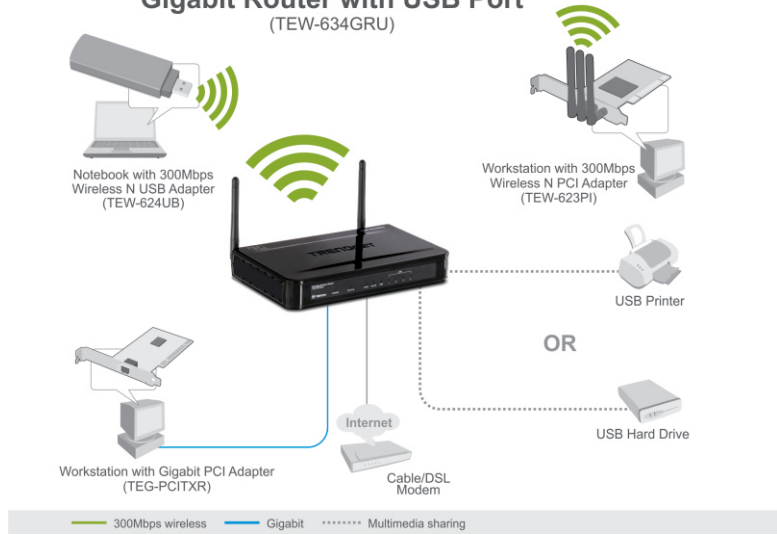 Gigabit Router with USB Port
(TEW-634GRU)
Notebook with 300Mbps
Wireless N USB Adapter
(TEW-624UB)
Workstation with 300Mbps
Wireless N PCI Adapter
(TEW-623PI)
TRENDNET
USB Printer
OR
USB Hard Drive
Internet
Cable/DSL
Modem
Workstation with Gigabit PCI Adapter
(TEG-PCITXR)
300Mbps wireless
Gigabit
Multimedia sharing